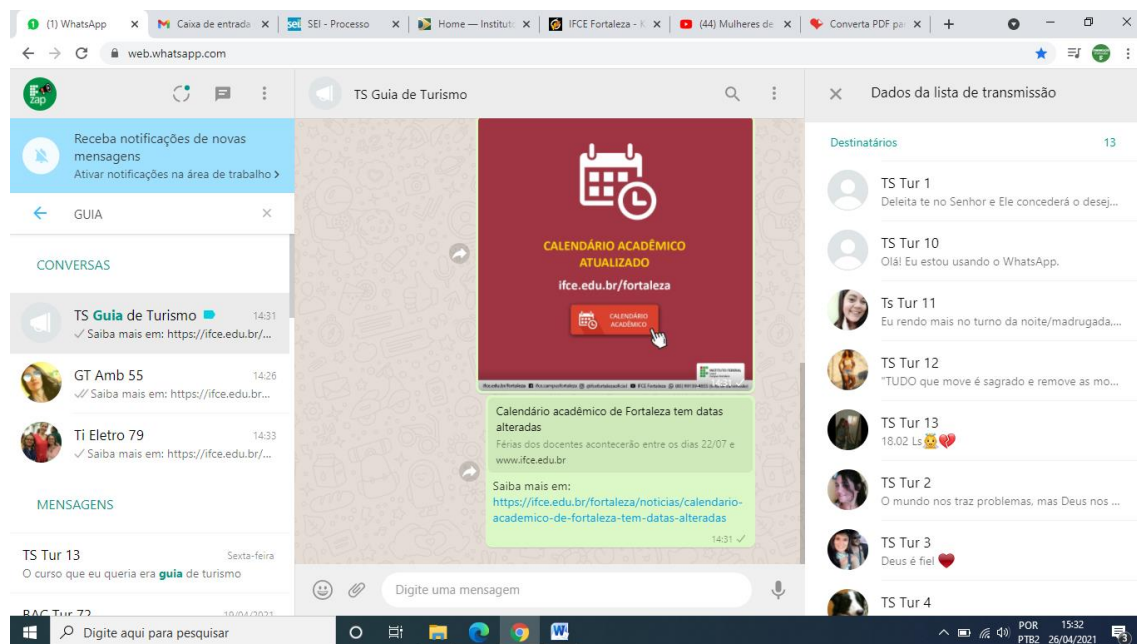 (1) WhatsApp
Caixa de entrada
SEI - Processo
Home — Institut
IFCE Fortaleza -
(44) Mulheres de
Converta PDF par
web.whatsapp.com
zap
Receba notificações de novas
mensagens
Ativar notificações na área de trabalho >
GUIA
CONVERSAS
TS Guia de Turismo 14:31
Saiba mais em: https://ifce.edu.br/...
GT Amb 55 14:26
Saiba mais em: https://ifce.edu.br...
Ti Eletro 79 14:33
Saiba mais em: https://ifce.edu.br/...
MENSAGENS
TS Tur 13 Sexta-feira
O curso que eu queria era guia de turismo
BAC Tur 72 19/04/2021
TS Guia de Turismo
CALENDÁRIO ACADÊMICO
ATUALIZADO
ifce.edu.br/fortaleza
CALENDÁRIO
ACADÊMICO
INSTITUTO FEDERAL
14:31
Calendário acadêmico de Fortaleza tem datas
alteradas
Férias dos docentes acontecerão entre os dias 22/07 e
www.ifce.edu.br
Saiba mais em:
https://ifce.edu.br/fortaleza/noticias/calendario-
academico-de-fortaleza-tem-datas-alteradas
14:31
Digite uma mensagem
Dados da lista de transmissão
Destinatários 13
TS Tur 1
Deleita te no Senhor e Ele concederá o desej...
TS Tur 10
Olá! Eu estou usando o WhatsApp.
Ts Tur 11
Eu rendo mais no turno da noite/madrugada....
TS Tur 12
"TUDO que move é sagrado e remove as mo...
TS Tur 13
18.02 Ls😇💔
TS Tur 2
O mundo nos traz problemas, mas Deus nos ...
TS Tur 3
Deus é fiel ❤
TS Tur 4
Digite aqui para pesquisar
POR 15:32
PTB2 26/04/2021
3